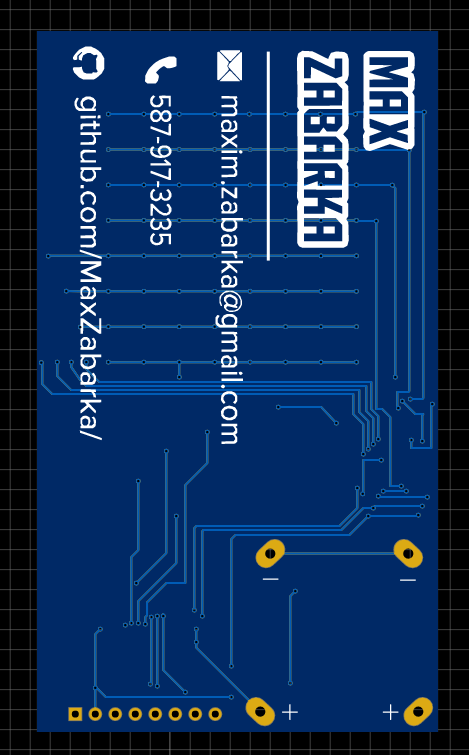 MAX
ZABARKA
maxim.zabarka@gmail.com
587-917-3235
github.com/MaxZabarka/
— —
+ +